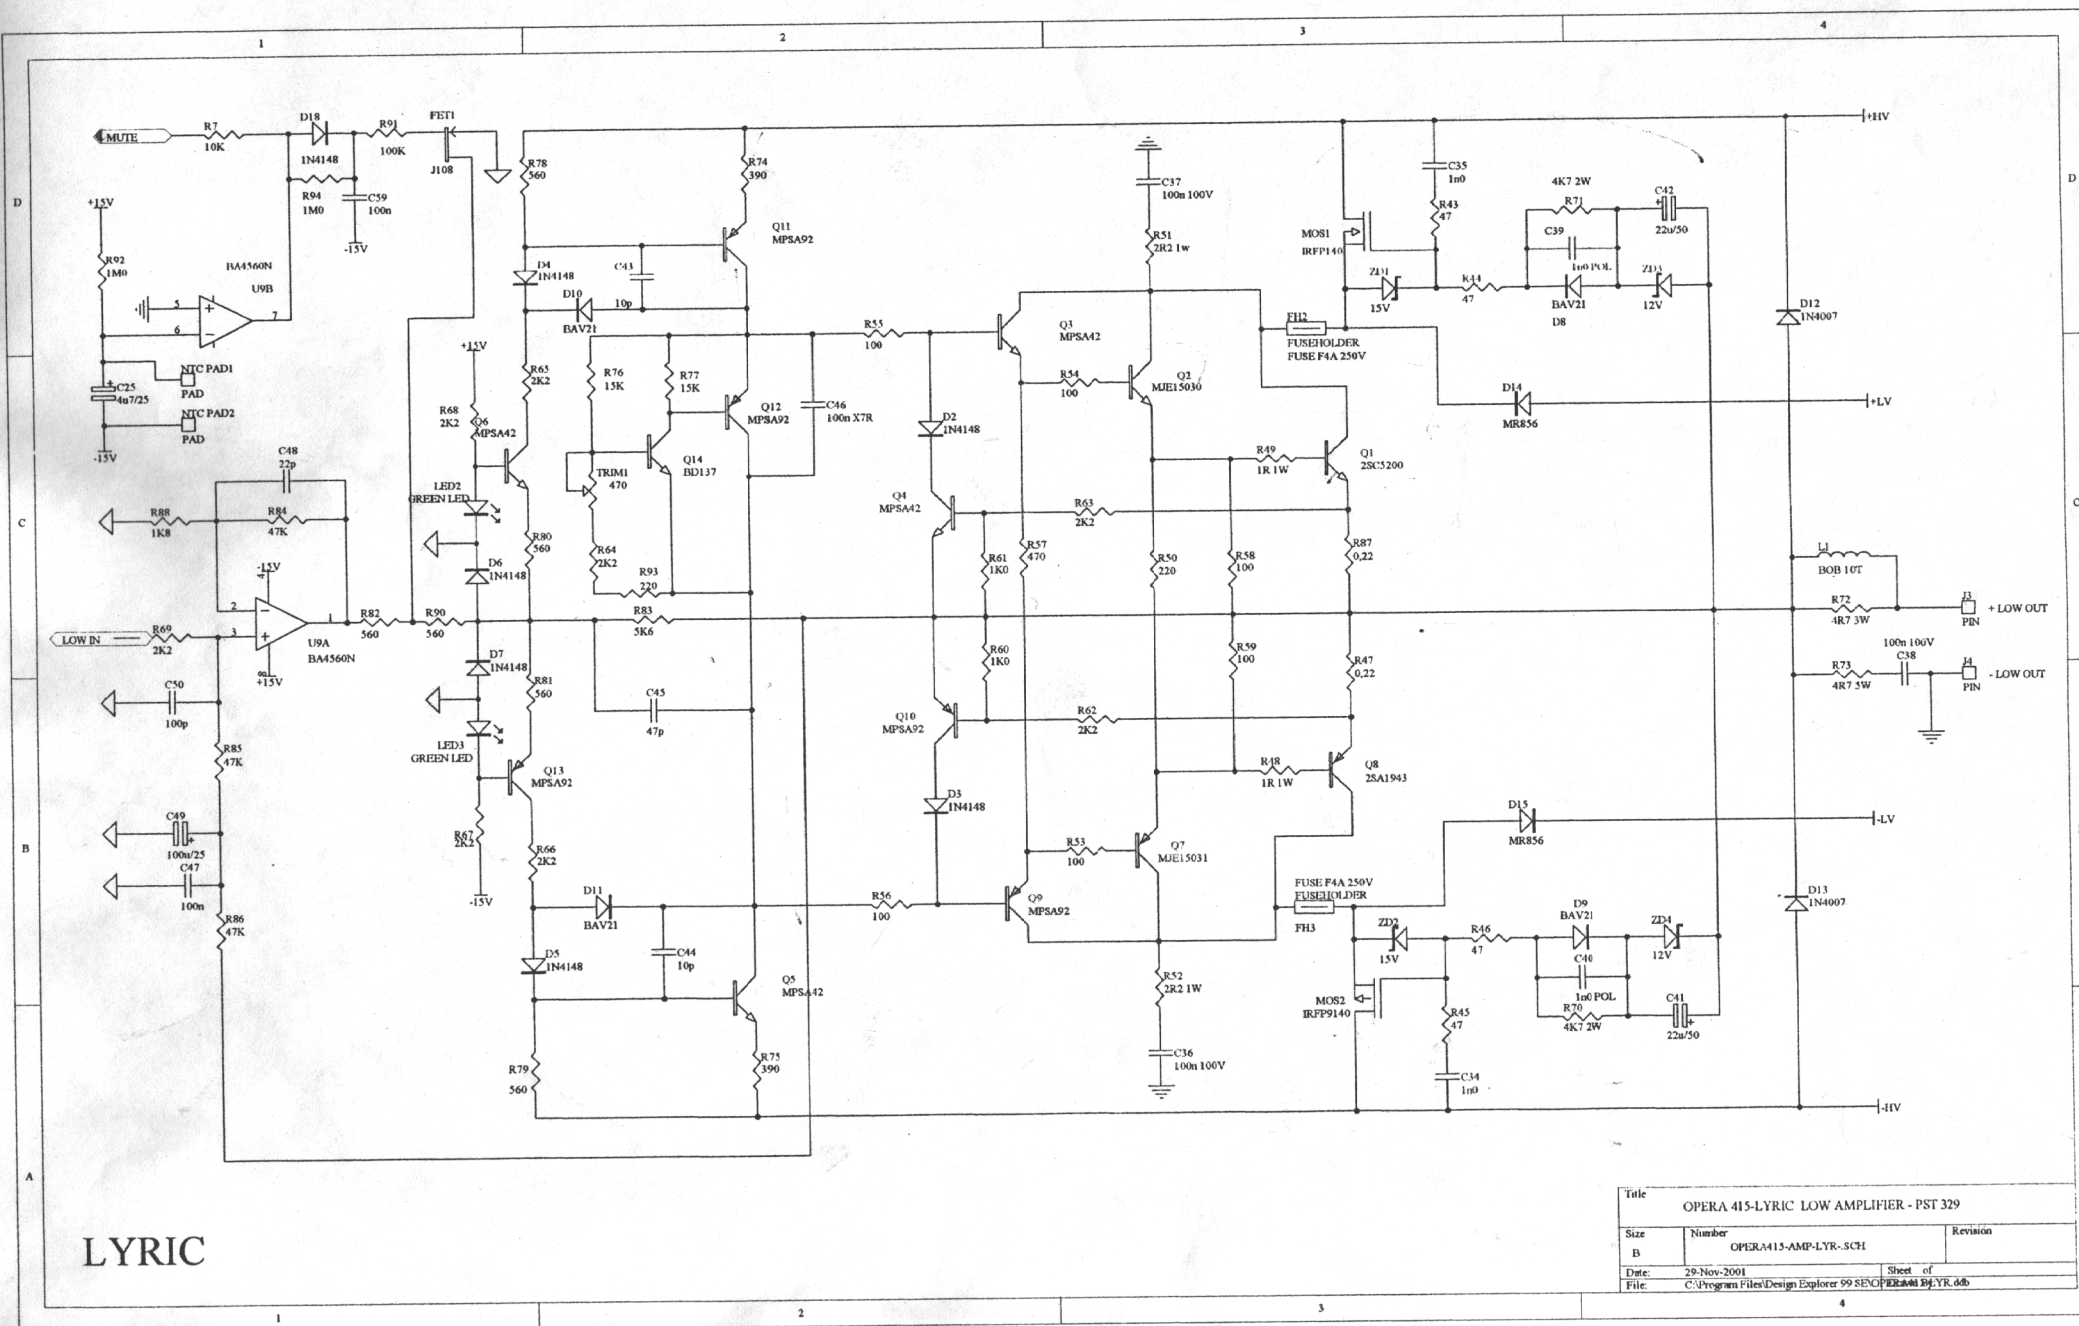 1
2
3
4
D
D
C
C
B
A
MUTE
R7
10K
D18
1N4148
R91
100K
FET1
J108
R94
1M0
C59
100n
-15V
+15V
R92
1M0
BA4560N
U9B
5
6
7
NTC PAD1
PAD
NTC PAD2
PAD
C25
4u7/25
-15V
C48
22p
R88
1K8
R84
47K
-15V
4
2
3
1
8
+15V
U9A
BA4560N
LOW IN
R69
2K2
R82
560
R90
560
C50
100p
R85
47K
C49
100u/25
C47
100n
R86
47K
R78
560
R74
390
Q11
MPSA92
D4
1N4148
C43
10p
D10
BAV21
+15V
R65
2K2
R68
2K2
Q6
MPSA42
LED2
GREEN LED
R76
15K
R77
15K
Q12
MPSA92
C46
100n X7R
Q14
BD137
TRIM1
470
R80
560
R64
2K2
R93
220
R83
5K6
D6
1N4148
D7
1N4148
R81
560
C45
47p
LED3
GREEN LED
Q13
MPSA92
R67
2K2
-15V
R66
2K2
D11
BAV21
C44
10p
D5
1N4148
Q5
MPSA42
R79
560
R75
390
R55
100
Q3
MPSA42
D2
1N4148
R54
100
Q2
MJE15030
Q4
MPSA42
R63
2K2
R61
1K0
R57
470
R50
220
R58
100
R87
0,22
R49
1R 1W
Q1
2SC5200
C37
100n 100V
R51
2R2 1w
FH2
FUSEHOLDER
FUSE F4A 250V
R60
1K0
R59
100
R47
0,22
Q10
MPSA92
R62
2K2
R48
1R 1W
Q8
2SA1943
D3
1N4148
R53
100
Q7
MJE15031
R56
100
Q9
MPSA92
FUSE F4A 250V
FUSEHOLDER
FH3
R52
2R2 1W
C36
100n 100V
+HV
C35
1n0
R43
47
MOS1
IRFP140
ZD1
15V
R44
47
4K7 2W
R71
C39
1n0 POL
BAV21
D8
C42
22u/50
ZD3
12V
D12
1N4007
D14
MR856
+LV
L1
BOB 10T
R72
4R7 3W
J3
PIN
+ LOW OUT
100n 100V
C38
R73
4R7 3W
J4
PIN
- LOW OUT
D15
MR856
-LV
D13
1N4007
ZD2
15V
R46
47
D9
BAV21
C40
1n0 POL
R70
4K7 2W
ZD4
12V
C41
22u/50
MOS2
IRFP9140
R45
47
C34
1n0
-HV
LYRIC
Title
OPERA 415-LYRIC LOW AMPLIFIER - PST 329
Size
B
Number
OPERA415-AMP-LYR-.SCH
Revision
Date:
29-Nov-2001
Sheet of
File:
C:\Program Files\Design Explorer 99 SE\
1
2
3
4